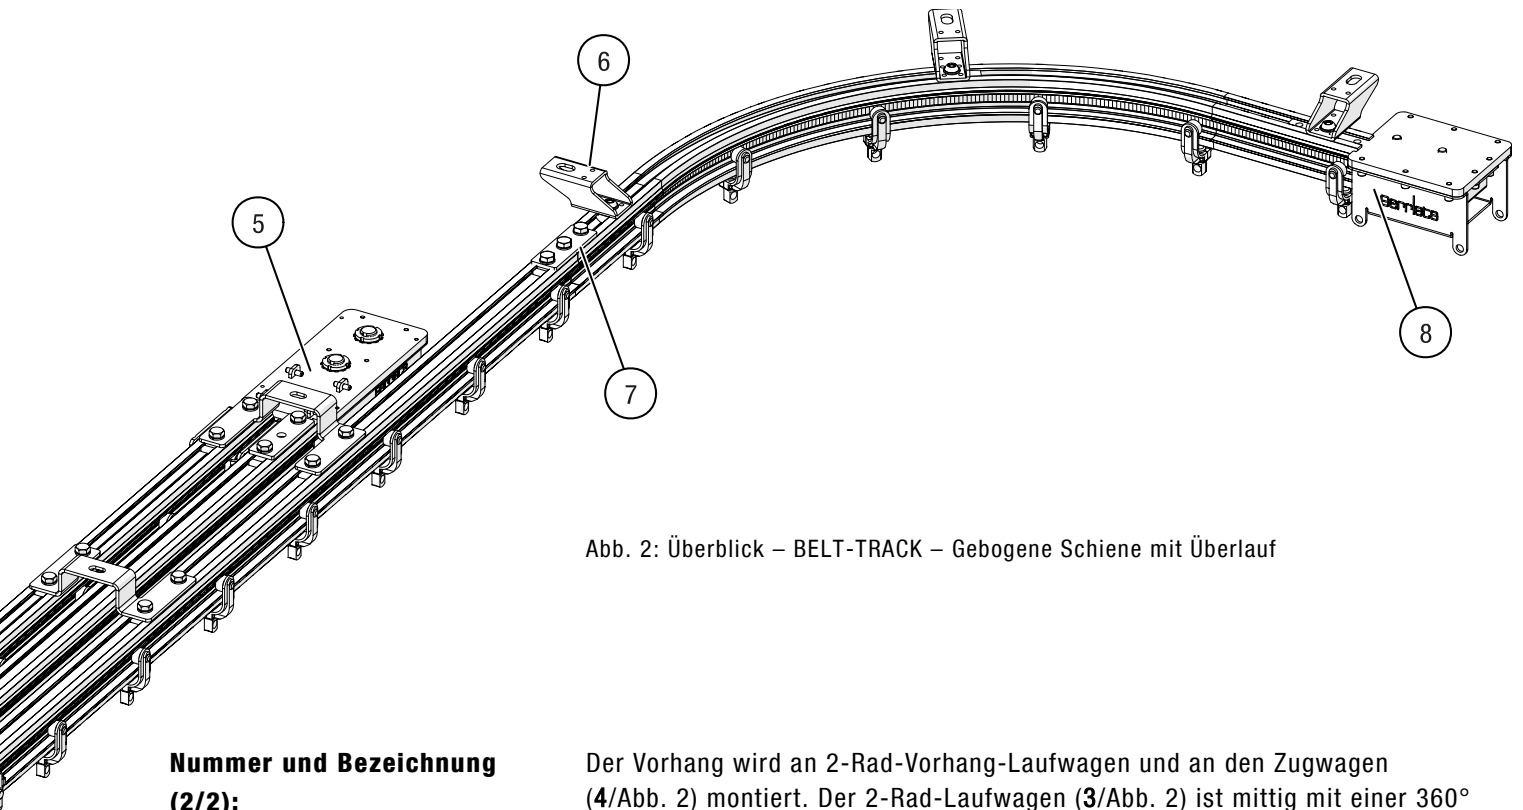 6
5
8
7
gerriets
Abb. 2: Überblick – BELT-TRACK – Gebogene Schiene mit Überlauf
Nummer und Bezeichnung
(2/2):
Der Vorhang wird an 2-Rad-Vorhang-Laufwagen und an den Zugwagen
(4/Abb. 2) montiert. Der 2-Rad-Laufwagen (3/Abb. 2) ist mittig mit einer 360°